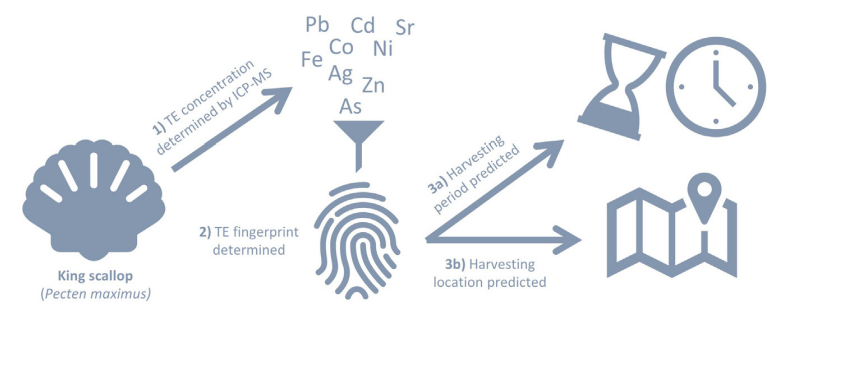 Pb Cd Sr
Co Ni
Fe
Ag
Zn
As
1) TE concentration
determined by ICP-MS
King scallop
(Pecten maximus)
2) TE fingerprint
determined
3a) Harvesting
period predicted
3b) Harvesting
location predicted